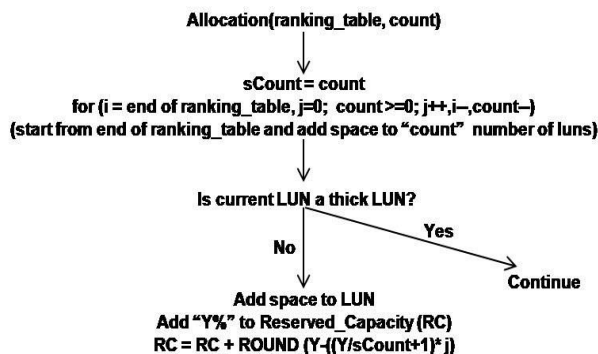 Allocation(ranking_table, count)
sCount = count
for (i = end of ranking_table, j=0; count >=0; j++,i--,count--)
(start from end of ranking_table and add space to “count” number of luns)
Is current LUN a thick LUN?
Yes
No
Continue
Add space to LUN
Add “Y%” to Reserved_Capacity (RC)
RC = RC + ROUND (Y-((Y/sCount+1)* j)